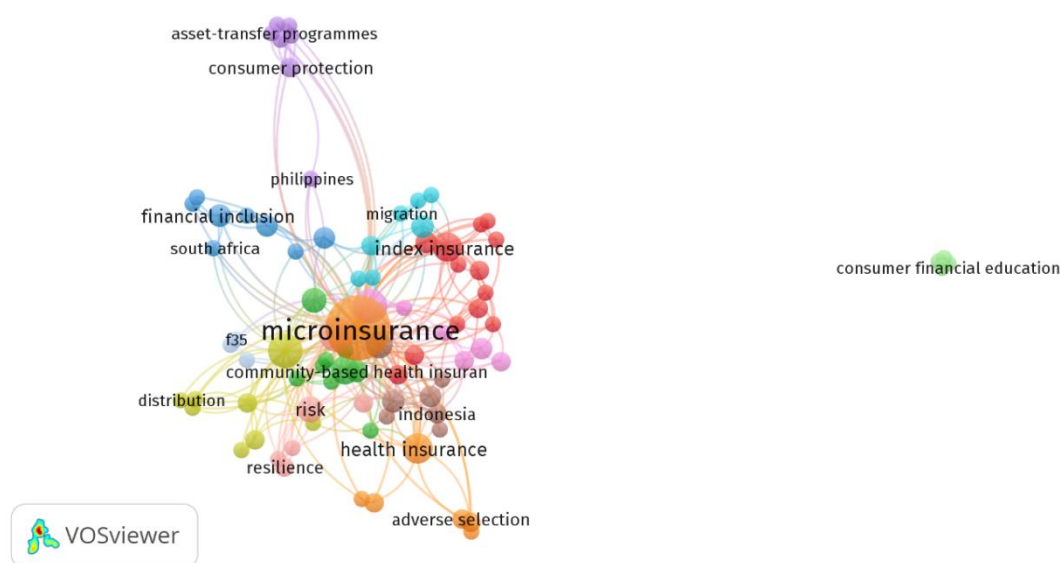 asset-transfer programmes
consumer protection
philippines
migration
financial inclusion
south africa
index insurance
consumer financial education
microinsurance
f35
community-based health insuran
distribution
risk
indonesia
health insurance
resilience
adverse selection
VOSviewer